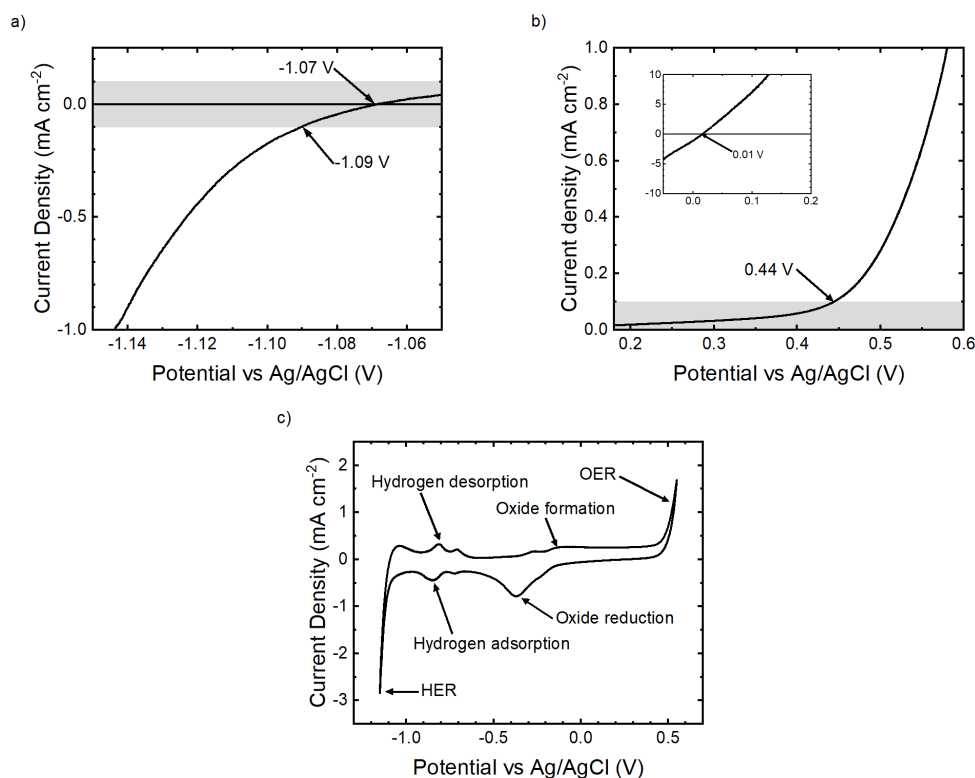 a)
Current Density (mA cm-2)
0.0
-0.5
-1.0
-1.07 V
-1.09 V
-1.14
-1.12
-1.10
-1.08
-1.06
Potential vs Ag/AgCl (V)
b)
Current density (mA cm-2)
1.0
0.8
0.6
0.4
0.2
0.0
10
5
0
-5
-10
0.01 V
0.0
0.1
0.2
0.44 V
0.2
0.3
0.4
0.5
0.6
Potential vs Ag/AgCl (V)
c)
Current Density (mA cm-2)
2
1
0
-1
-2
-3
Hydrogen desorption
OER
Oxide formation
Oxide reduction
Hydrogen adsorption
HER
-1.0
-0.5
0.0
0.5
Potential vs Ag/AgCl (V)